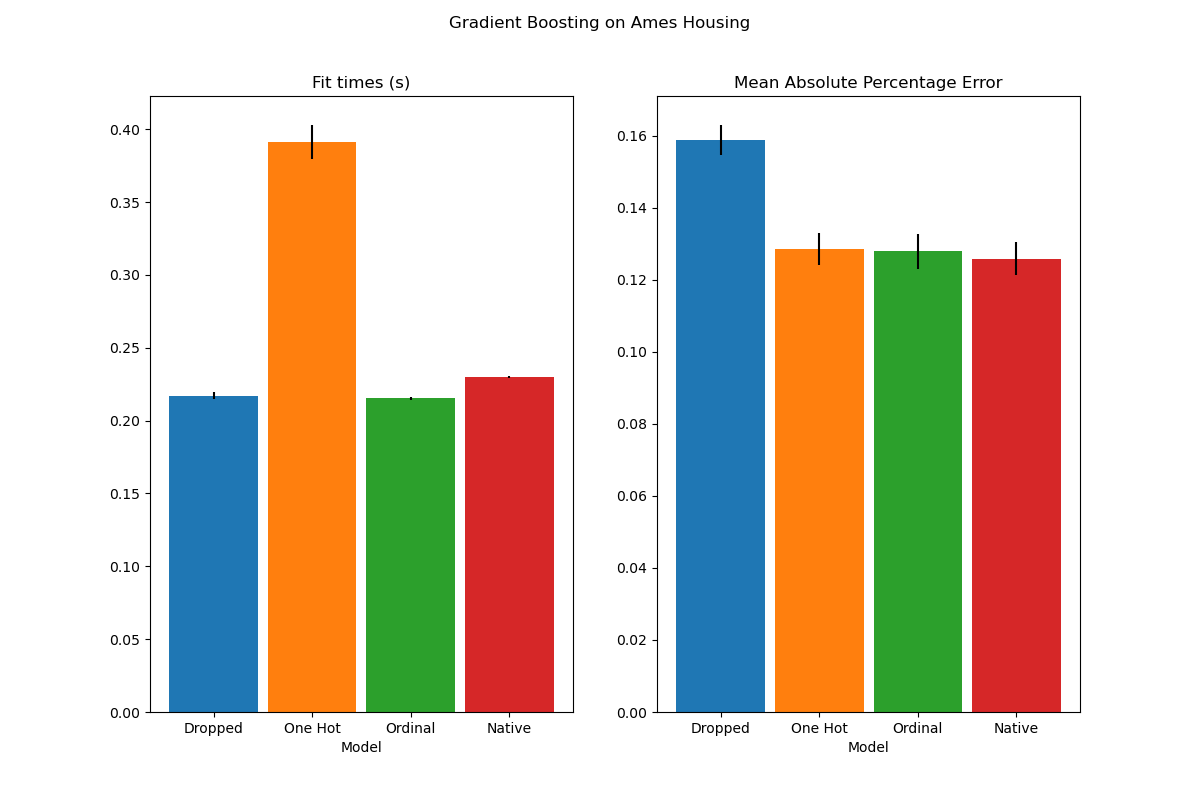 Gradient Boosting on Ames Housing
Fit times (s)
0.40
0.35
0.30
0.25
0.20
0.15
0.10
0.05
0.00
Dropped One Hot Ordinal Native
Model
Mean Absolute Percentage Error
0.16
0.14
0.12
0.10
0.08
0.06
0.04
0.02
0.00
Dropped One Hot Ordinal Native
Model